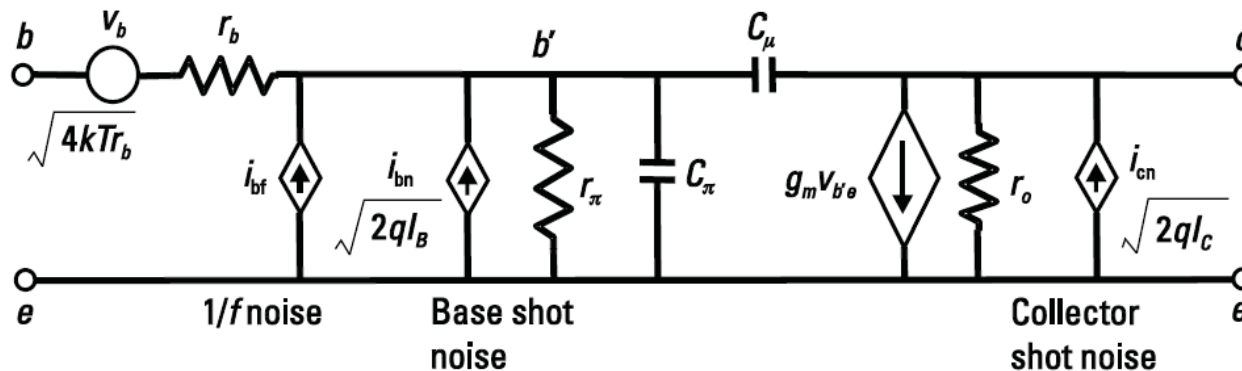 b
v_b
r_b
b′
C_μ
c
√4kTr_b
i_bf
i_bn
√2qI_B
r_π
C_π
g_m v_b′e
r_o
i_cn
√2qI_C
e
1/f noise
Base shot
noise
Collector
shot noise
e